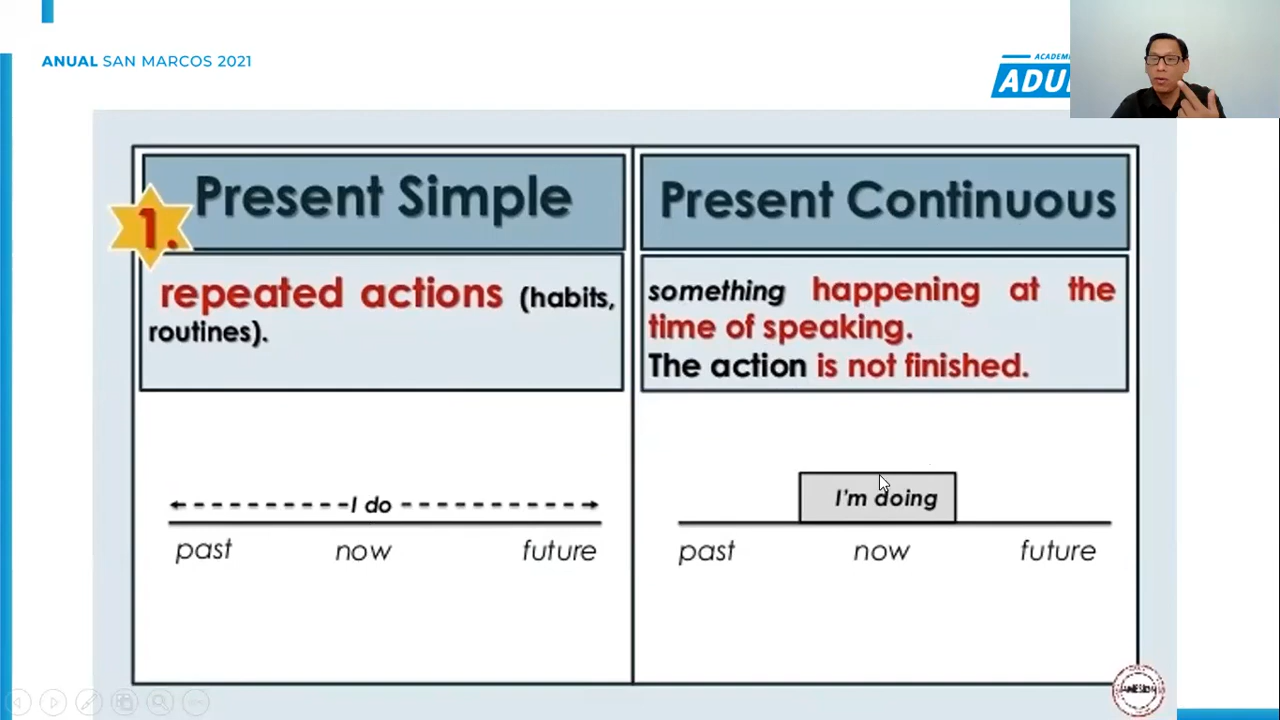 ANUAL SAN MARCOS 2021
ACADEMI
ADU
1.
Present Simple
repeated actions (habits,
routines).
I do
past now future
Present Continuous
something happening at the
time of speaking.
The action is not finished.
I'm doing
past now future